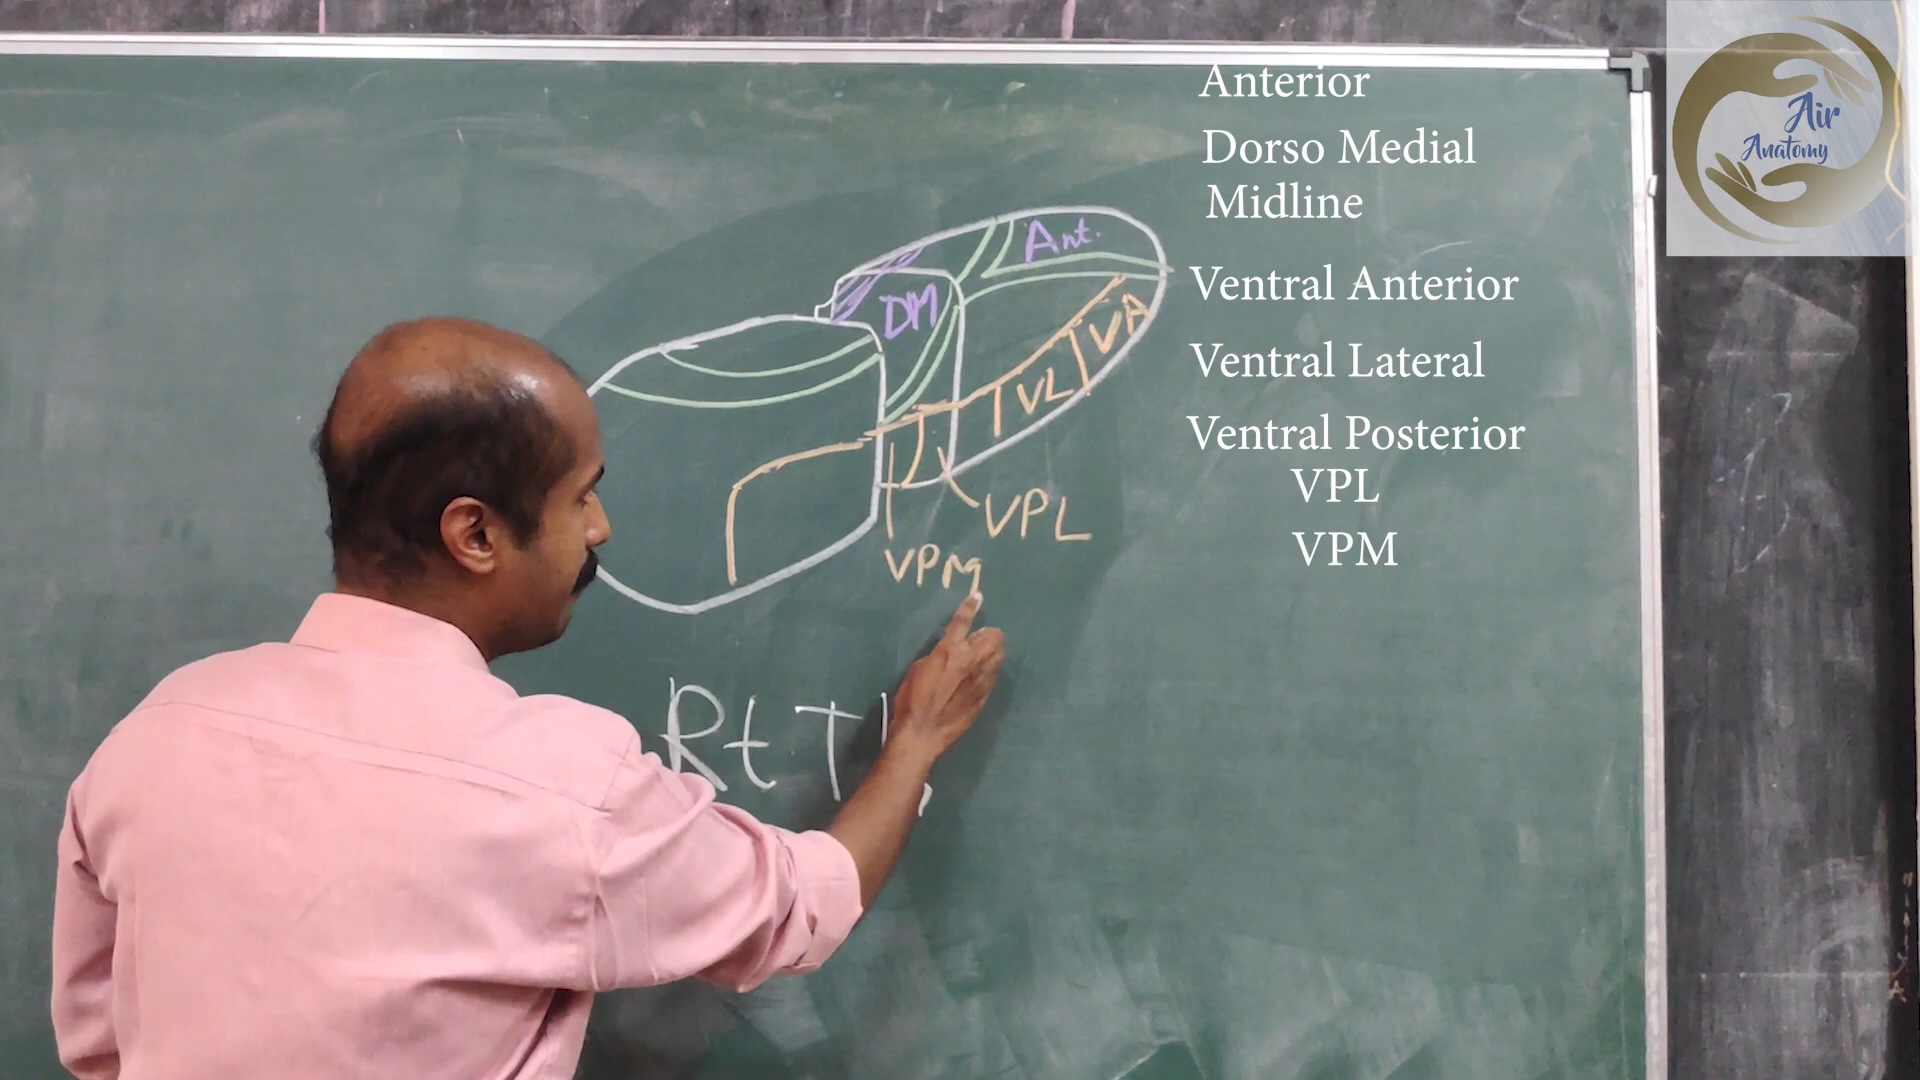 Anterior
Dorso Medial
Midline
Ventral Anterior
Ventral Lateral
Ventral Posterior
VPL
VPM
Air
Anatomy
Ant.
DM
VA
VL
VPL
VPM
Rt